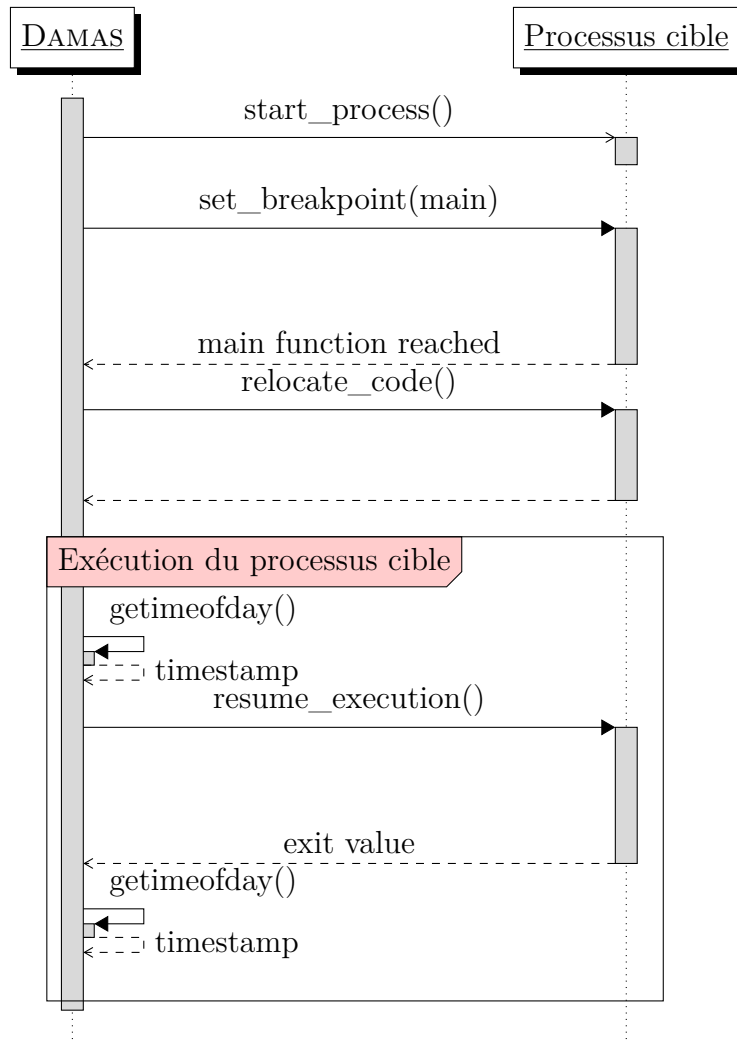 DAMAS
Processus cible
start_process()
set_breakpoint(main)
main function reached
relocate_code()
Exécution du processus cible
getimeofday()
timestamp
resume_execution()
exit value
getimeofday()
timestamp